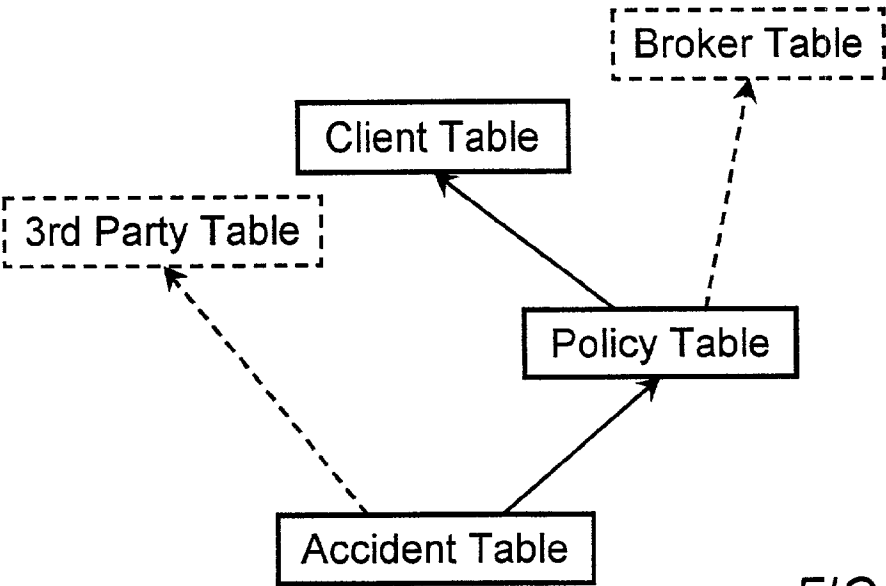 Broker Table
Client Table
3rd Party Table
Policy Table
Accident Table